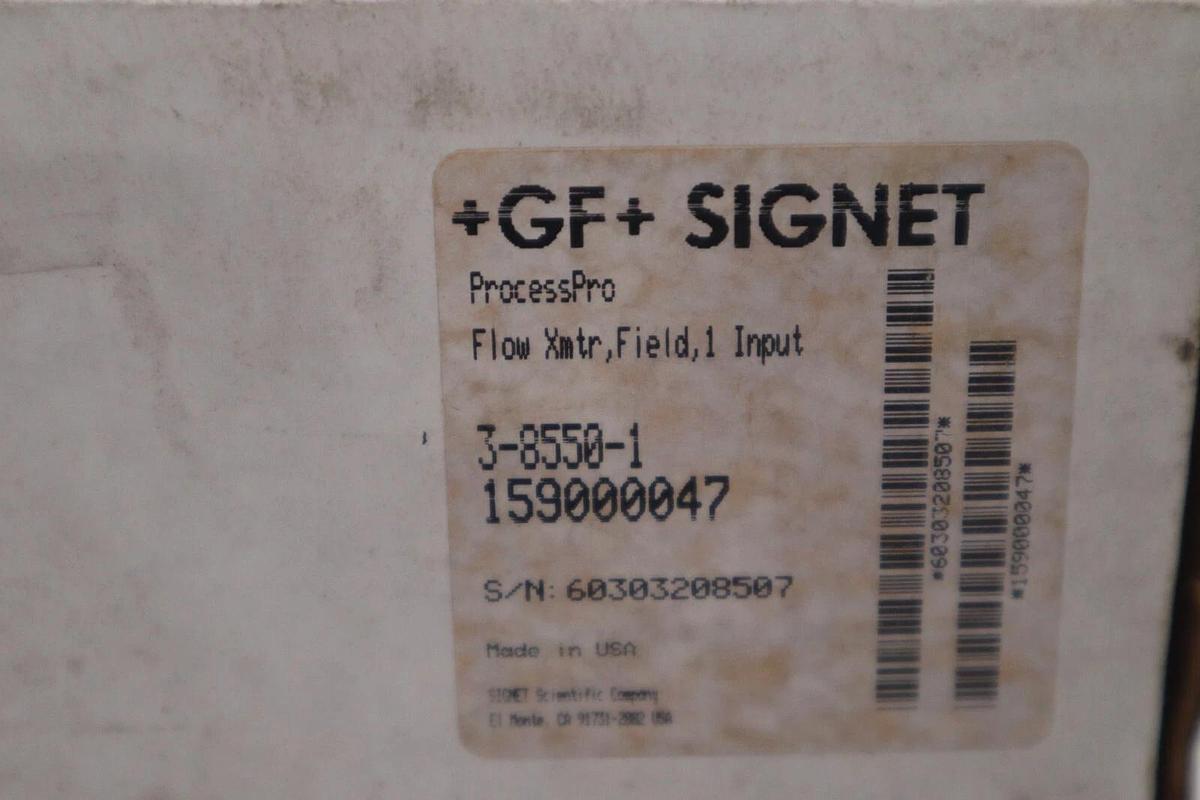 +GF+ SIGNET
ProcessPro
Flow Xmtr,Field,1 Input
3-8550-1
159000047
S/N: 60303208507
Made in USA
SIGNET Scientific Company
El Monte, CA 91731-2882 USA
*60303208507*
*159000047*